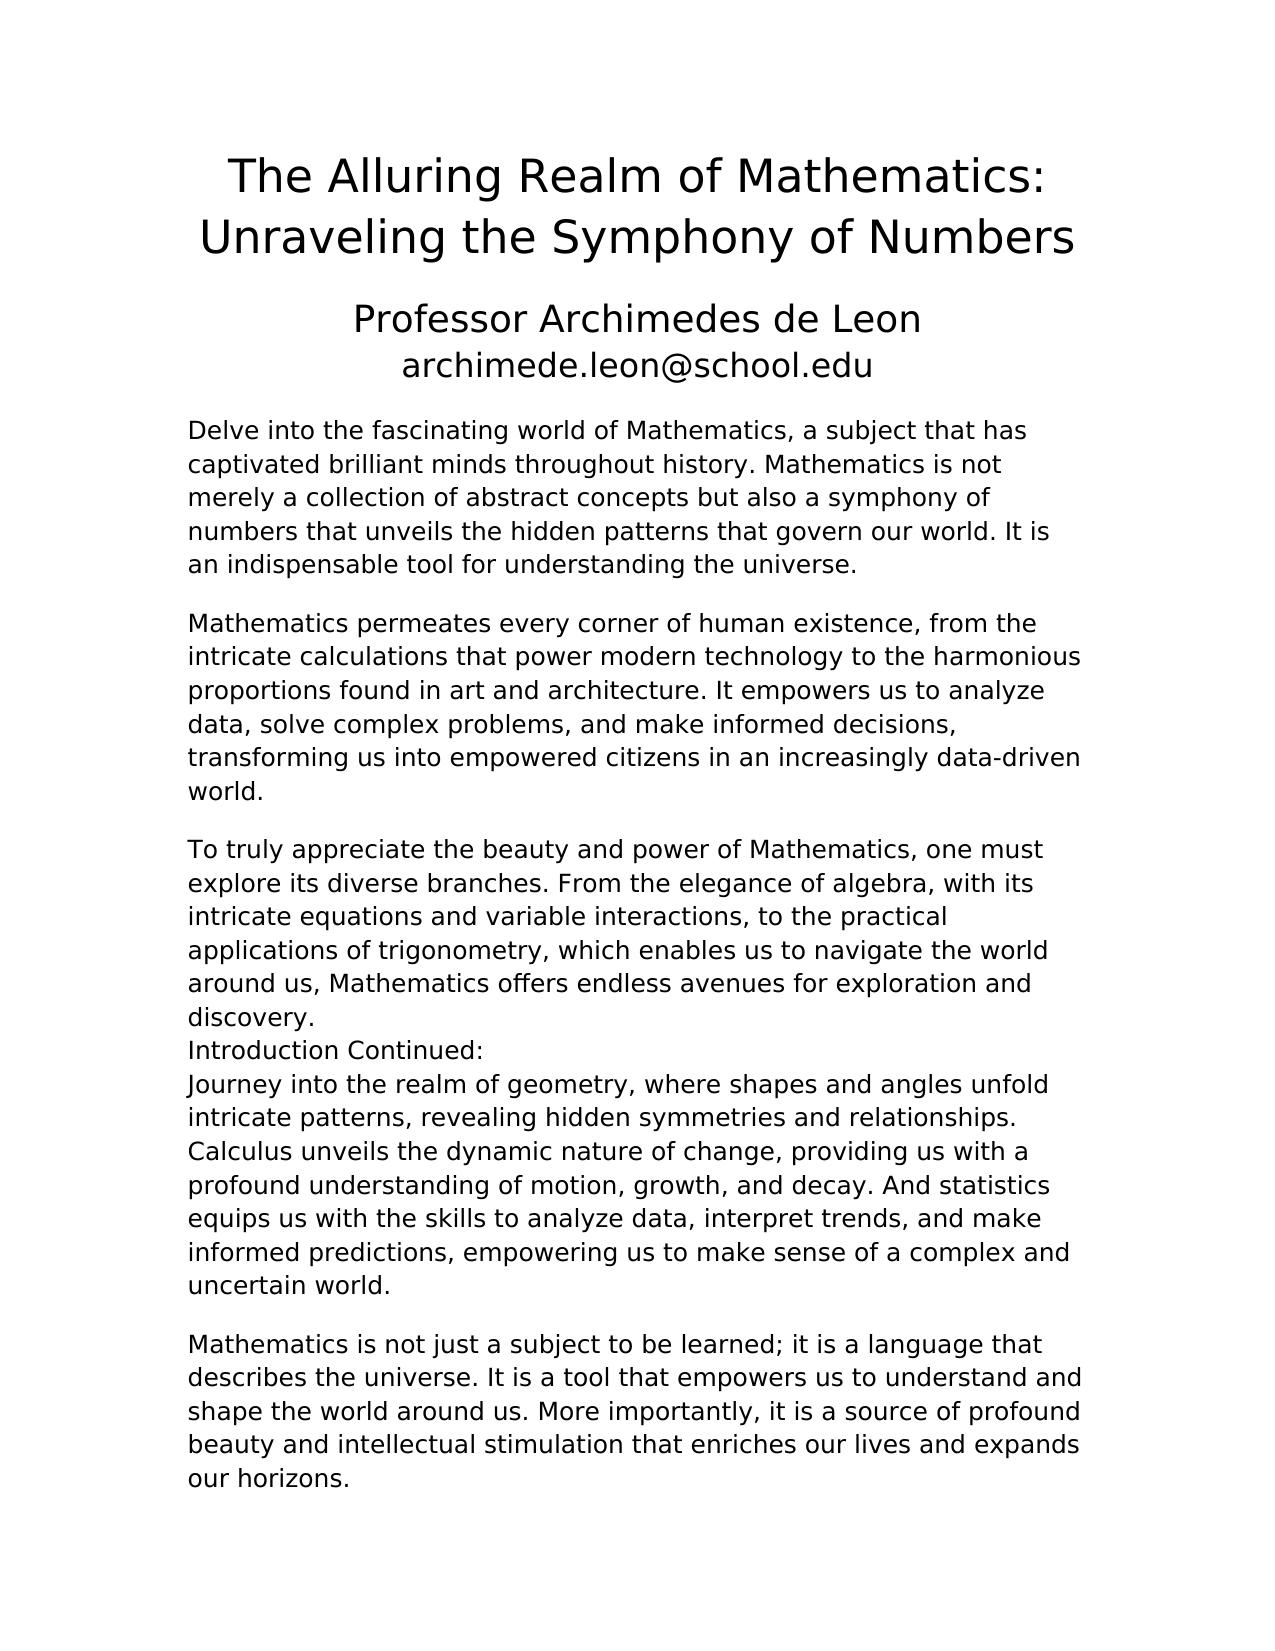 The Alluring Realm of Mathematics:
Unraveling the Symphony of Numbers
Professor Archimedes de Leon
archimede.leon@school.edu
Delve into the fascinating world of Mathematics, a subject that has
captivated brilliant minds throughout history. Mathematics is not
merely a collection of abstract concepts but also a symphony of
numbers that unveils the hidden patterns that govern our world. It is
an indispensable tool for understanding the universe.
Mathematics permeates every corner of human existence, from the
intricate calculations that power modern technology to the harmonious
proportions found in art and architecture. It empowers us to analyze
data, solve complex problems, and make informed decisions,
transforming us into empowered citizens in an increasingly data-driven
world.
To truly appreciate the beauty and power of Mathematics, one must
explore its diverse branches. From the elegance of algebra, with its
intricate equations and variable interactions, to the practical
applications of trigonometry, which enables us to navigate the world
around us, Mathematics offers endless avenues for exploration and
discovery.
Introduction Continued:
Journey into the realm of geometry, where shapes and angles unfold
intricate patterns, revealing hidden symmetries and relationships.
Calculus unveils the dynamic nature of change, providing us with a
profound understanding of motion, growth, and decay. And statistics
equips us with the skills to analyze data, interpret trends, and make
informed predictions, empowering us to make sense of a complex and
uncertain world.
Mathematics is not just a subject to be learned; it is a language that
describes the universe. It is a tool that empowers us to understand and
shape the world around us. More importantly, it is a source of profound
beauty and intellectual stimulation that enriches our lives and expands
our horizons.